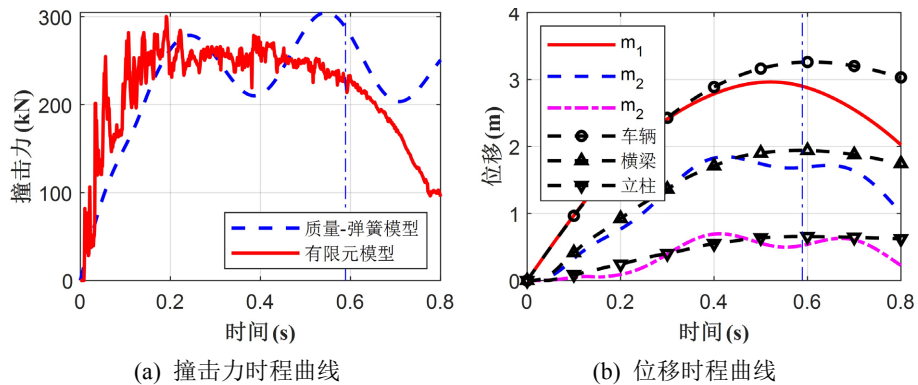 撞击力(kN)
300
200
100
0
0
0.2
0.4
0.6
0.8
时间(s)
质量-弹簧模型
有限元模型
(a) 撞击力时程曲线
位移(m)
4
3
2
1
0
0
0.2
0.4
0.6
0.8
时间(s)
m1
m2
m2
车辆
横梁
立柱
(b) 位移时程曲线